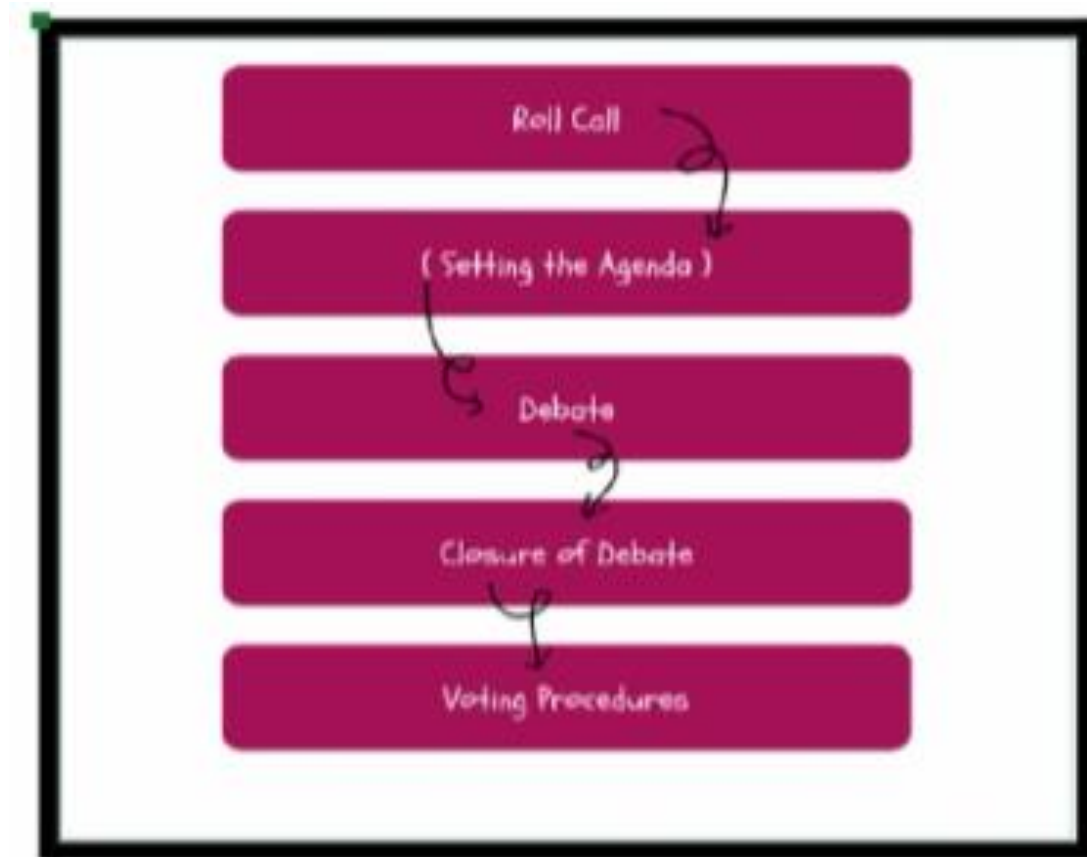 Roll Call
( Setting the Agenda )
Debate
Closure of Debate
Voting Procedures